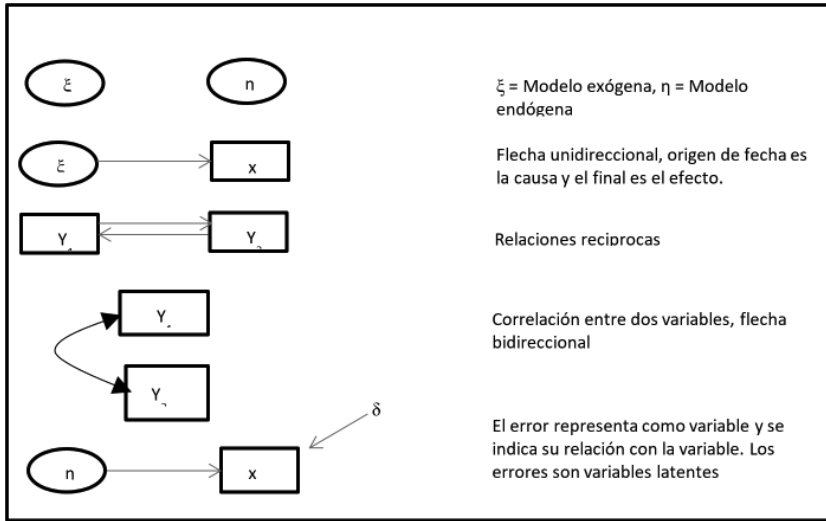 ξ n
ξ = Modelo exógena, η = Modelo
endógena
ξ x
Flecha unidireccional, origen de fecha es
la causa y el final es el efecto.
Y Y
Relaciones reciprocas
Y
Correlación entre dos variables, flecha
bidireccional
Y
δ
El error representa como variable y se
indica su relación con la variable. Los
errores son variables latentes
n x